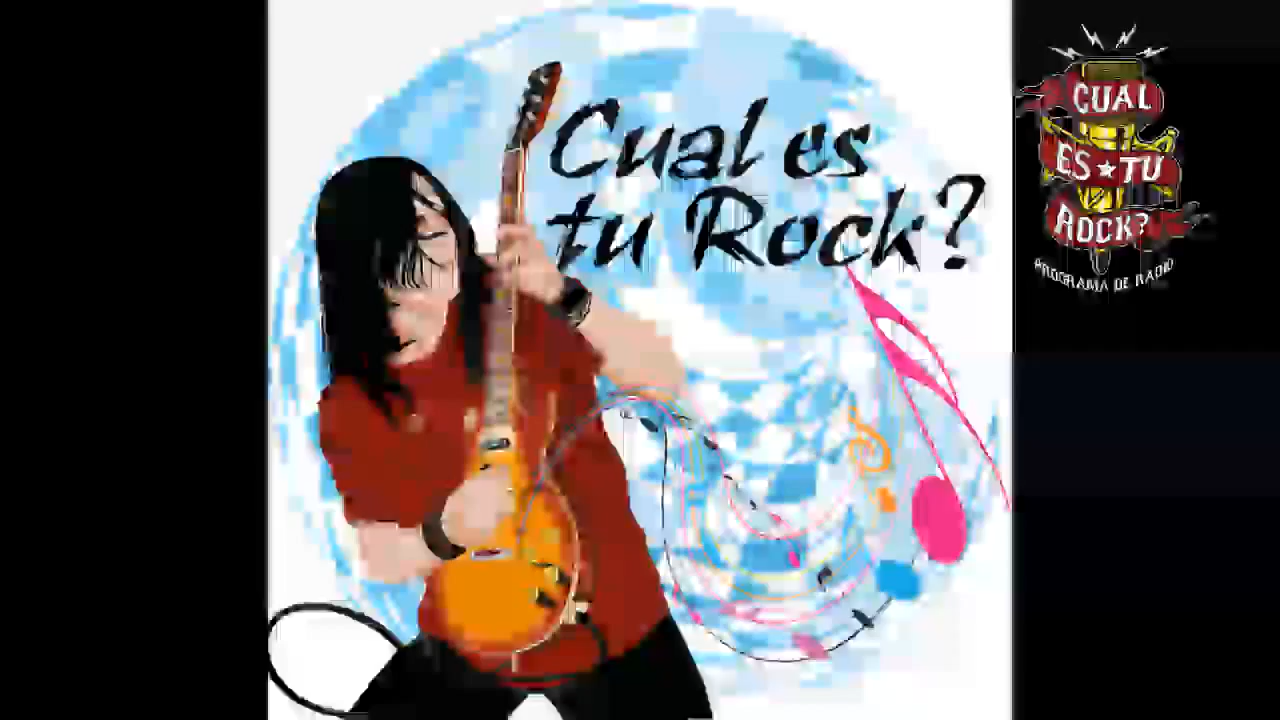 Cual es
tu Rock?
CUAL
ES★TU
ROCK?
PROGRAMA DE RADIO